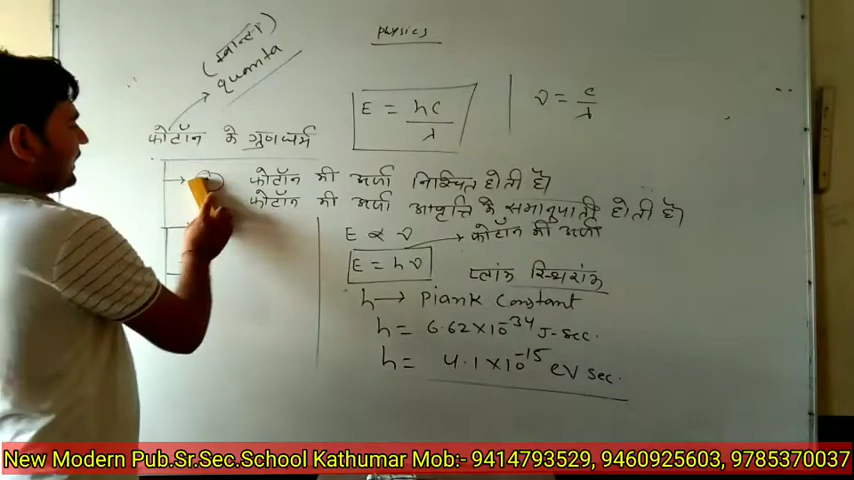 physics
(क्वान्टा)
quanta
E = hc/λ
ν = c/λ
फोटॉन के गुणधर्म
फोटॉन की ऊर्जा निश्चित होती है
फोटॉन की ऊर्जा आवृत्ति के समानुपाती होती है
E ∝ ν → फोटॉन की ऊर्जा
E = hν
प्लांक स्थिरांक
h → Plank Constant
h = 6.62×10⁻³⁴ J-Sec.
h = 4.1×10⁻¹⁵ eV sec.
New Modern Pub.Sr.Sec.School Kathumar Mob:- 9414793529, 9460925603, 9785370037